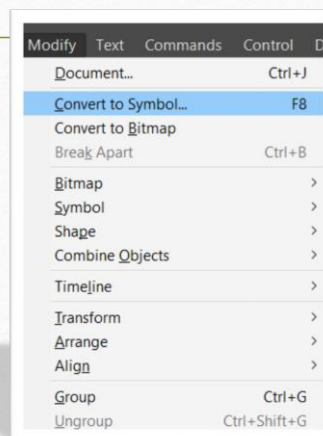 Modify Text Commands Control D
Document... Ctrl+J
Convert to Symbol... F8
Convert to Bitmap
Break Apart Ctrl+B
Bitmap >
Symbol >
Shape >
Combine Objects >
Timeline >
Transform >
Arrange >
Align >
Group Ctrl+G
Ungroup Ctrl+Shift+G